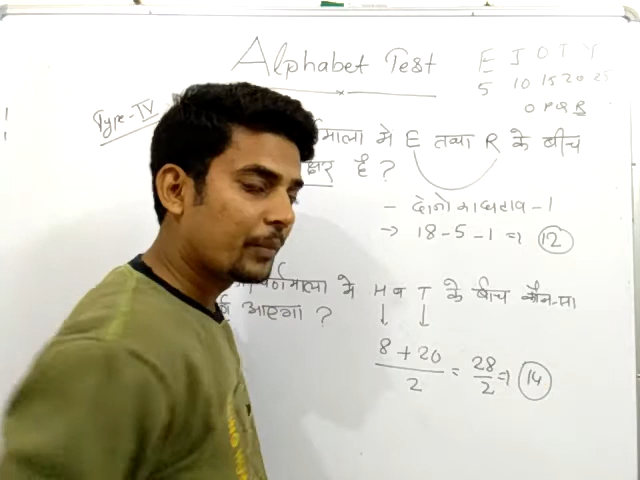 Alphabet Test
E J O T Y
5 10 15 20 25
O P Q R
Type-IV
माला मे E तथा R के बीच
क्षर है ?
- दोनो का घटाव - 1
→ 18 - 5 - 1 => 12
वर्णमाला मे H व T के बीच कौन-सा
आएगा ?
↓ ↓
8 + 20 / 2 = 28 / 2 => 14